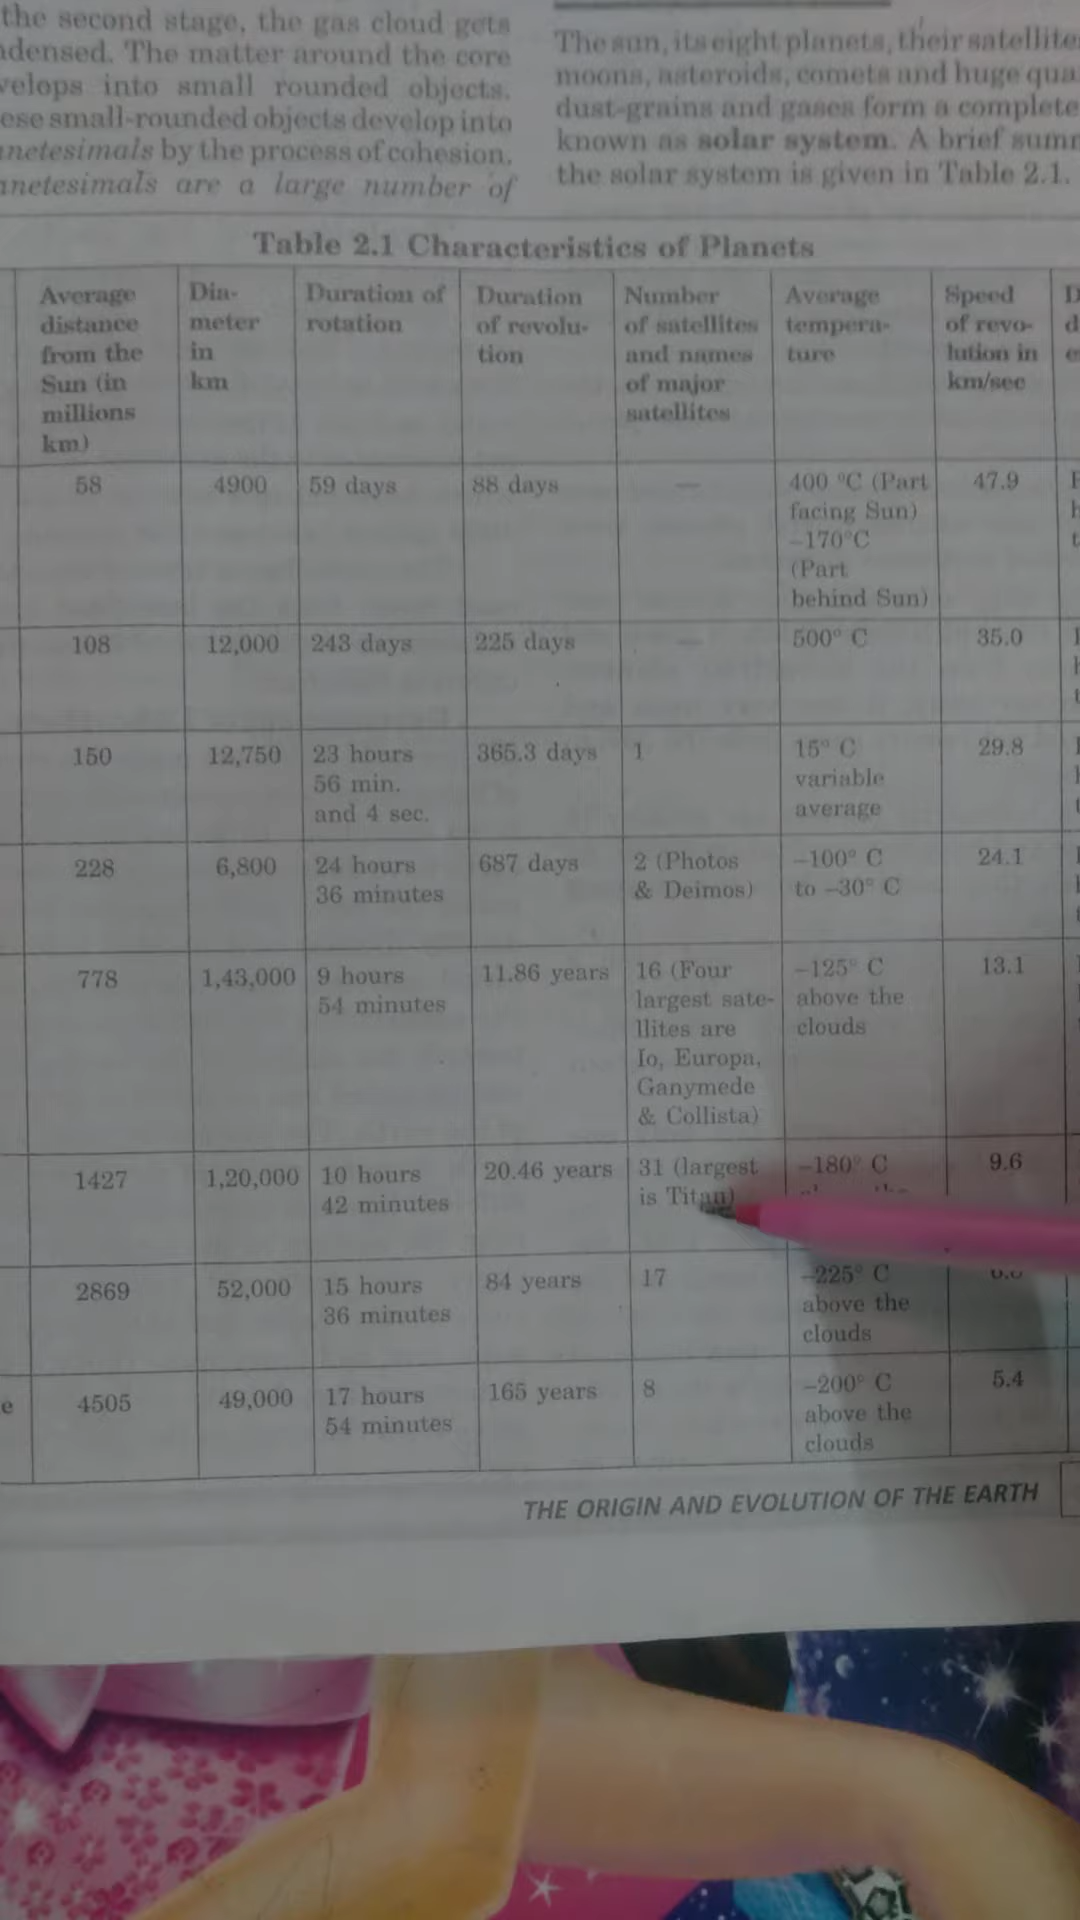 the second stage, the gas cloud gets
densed. The matter around the core
velops into small rounded objects.
ese small-rounded objects develop into
anetesimals by the process of cohesion.
anetesimals are a large number of
The sun, its eight planets, their satellite
moons, asteroids, comets and huge qua
dust-grains and gases form a complete
known as solar system. A brief summ
the solar system is given in Table 2.1.
Table 2.1 Characteristics of Planets
Average
distance
from the
Sun (in
millions
km)
Dia-
meter
in
km
Duration of
rotation
Duration
of revolu-
tion
Number
of satellites
and names
of major
satellites
Average
tempera-
ture
Speed
of revo-
lution in
km/sec
58
4900
59 days
88 days
—
400 °C (Part
facing Sun)
–170°C
(Part
behind Sun)
47.9
108
12,000
243 days
225 days
—
500° C
35.0
150
12,750
23 hours
56 min.
and 4 sec.
365.3 days
1
15° C
variable
average
29.8
228
6,800
24 hours
36 minutes
687 days
2 (Photos
& Deimos)
–100° C
to –30° C
24.1
778
1,43,000
9 hours
54 minutes
11.86 years
16 (Four
largest sate-
llites are
Io, Europa,
Ganymede
& Collista)
–125° C
above the
clouds
13.1
1427
1,20,000
10 hours
42 minutes
20.46 years
31 (largest
is Titan)
–180° C
9.6
2869
52,000
15 hours
36 minutes
84 years
17
–225° C
above the
clouds
e
4505
49,000
17 hours
54 minutes
165 years
8
–200° C
above the
clouds
5.4
THE ORIGIN AND EVOLUTION OF THE EARTH